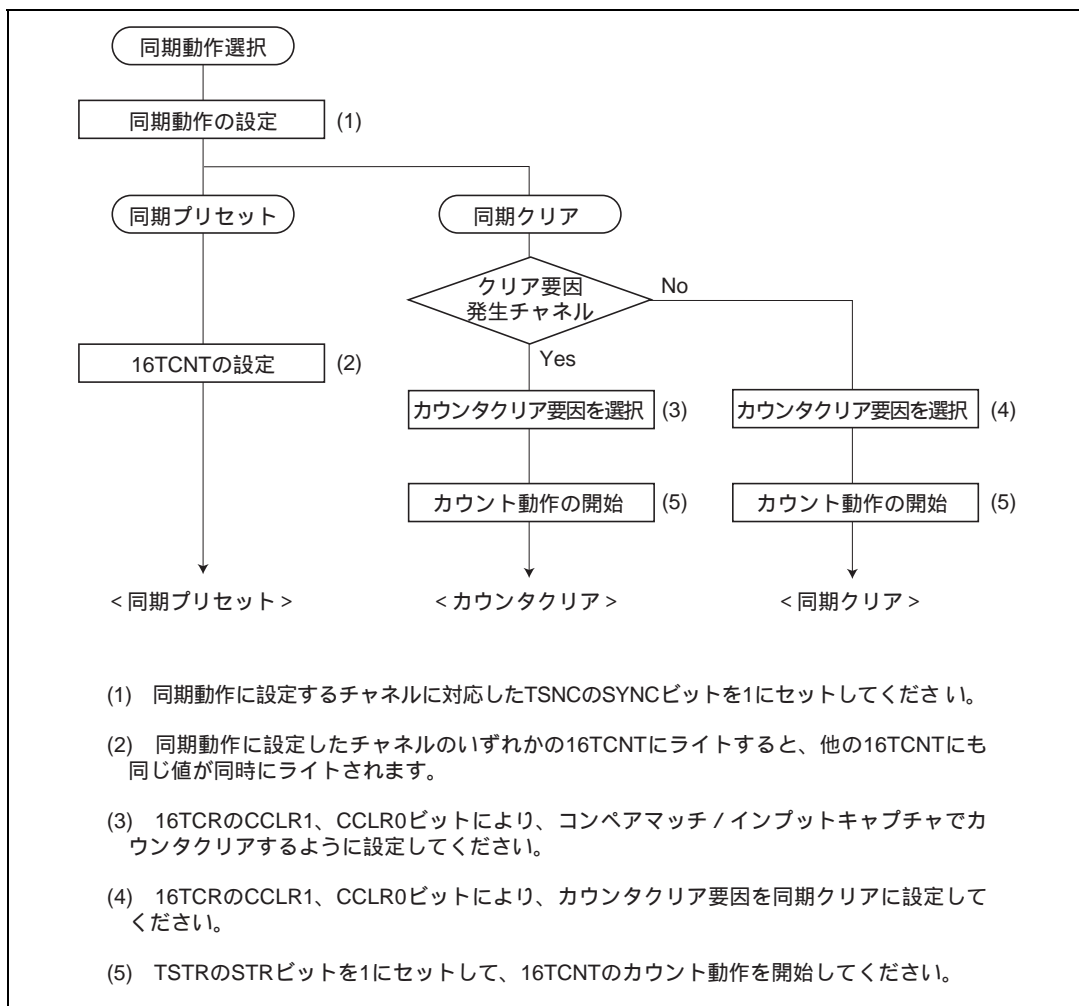 同期動作選択
同期動作の設定 (1)
同期プリセット 同期クリア
クリア要因
発生チャネル
No
Yes
16TCNTの設定 (2)
カウンタクリア要因を選択 (3) カウンタクリア要因を選択 (4)
カウント動作の開始 (5) カウント動作の開始 (5)
<同期プリセット> <カウンタクリア> <同期クリア>
(1) 同期動作に設定するチャネルに対応したTSNCのSYNCビットを1にセットしてください。
(2) 同期動作に設定したチャネルのいずれかの16TCNTにライトすると、他の16TCNTにも
同じ値が同時にライトされます。
(3) 16TCRのCCLR1、CCLR0ビットにより、コンペアマッチ/インプットキャプチャでカ
ウンタクリアするように設定してください。
(4) 16TCRのCCLR1、CCLR0ビットにより、カウンタクリア要因を同期クリアに設定して
ください。
(5) TSTRのSTRビットを1にセットして、16TCNTのカウント動作を開始してください。